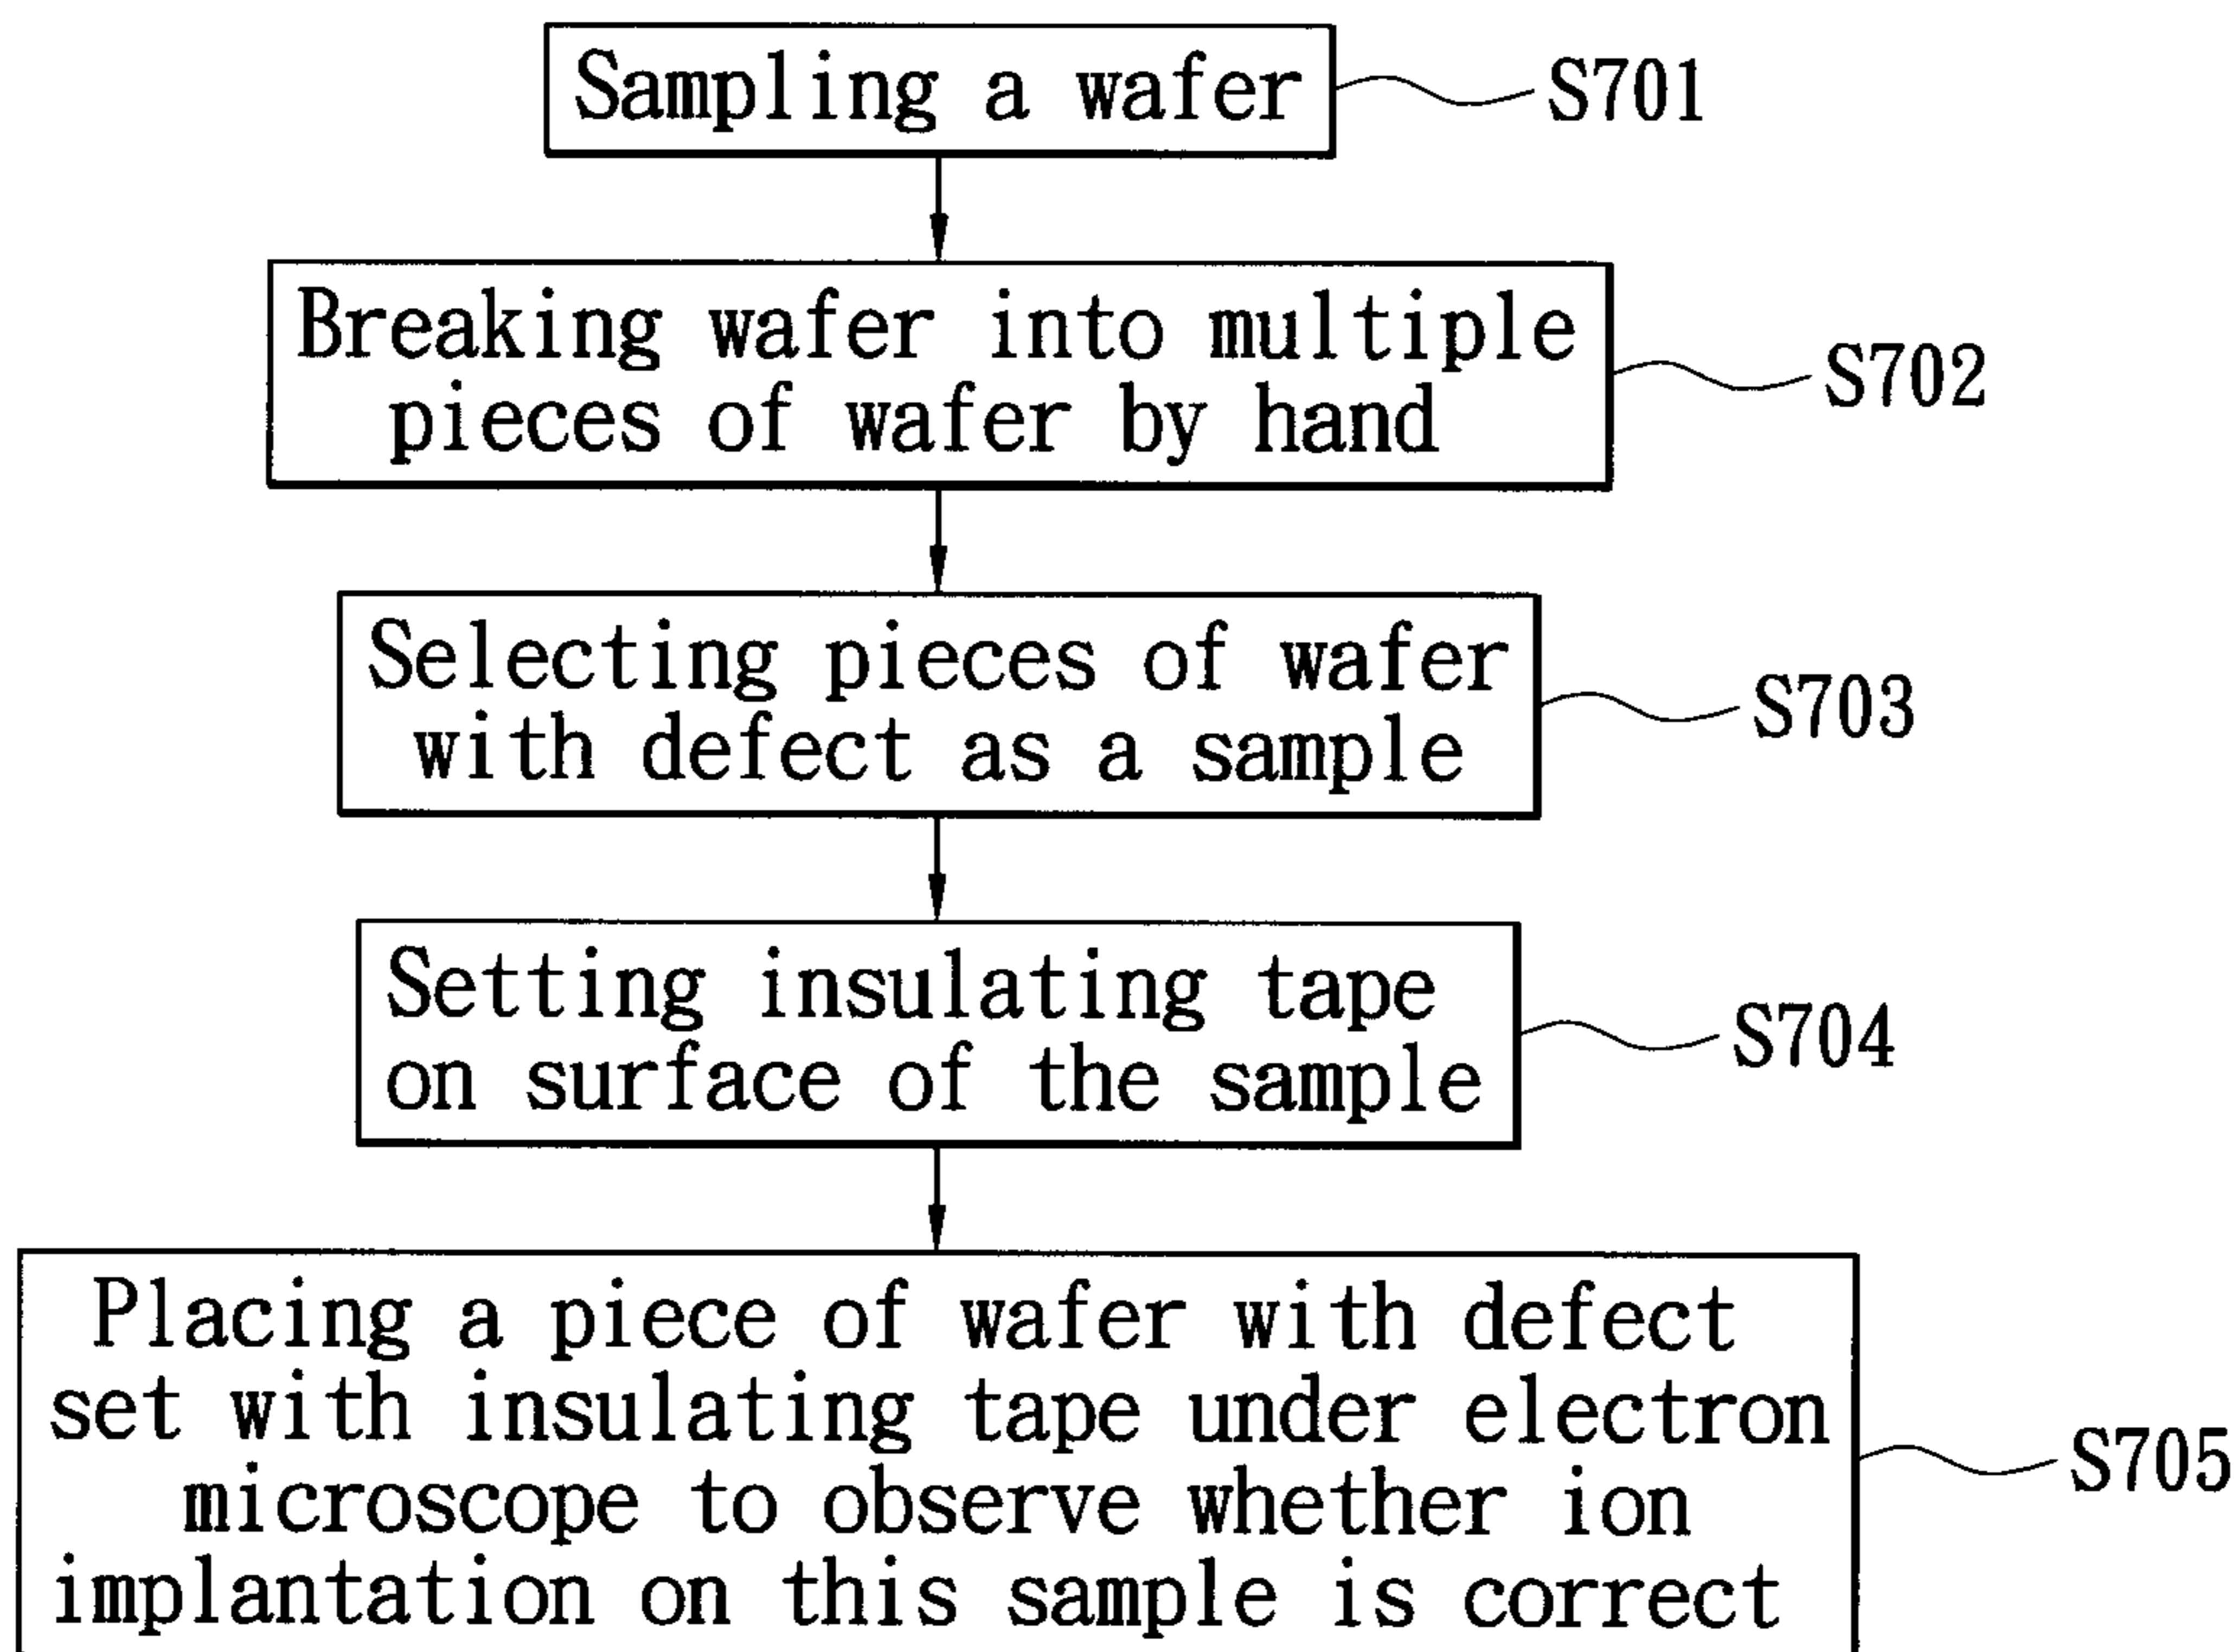 Sampling a wafer
S701
Breaking wafer into multiple
pieces of wafer by hand
S702
Selecting pieces of wafer
with defect as a sample
S703
Setting insulating tape
on surface of the sample
S704
Placing a piece of wafer with defect
set with insulating tape under electron
microscope to observe whether ion
implantation on this sample is correct
S705